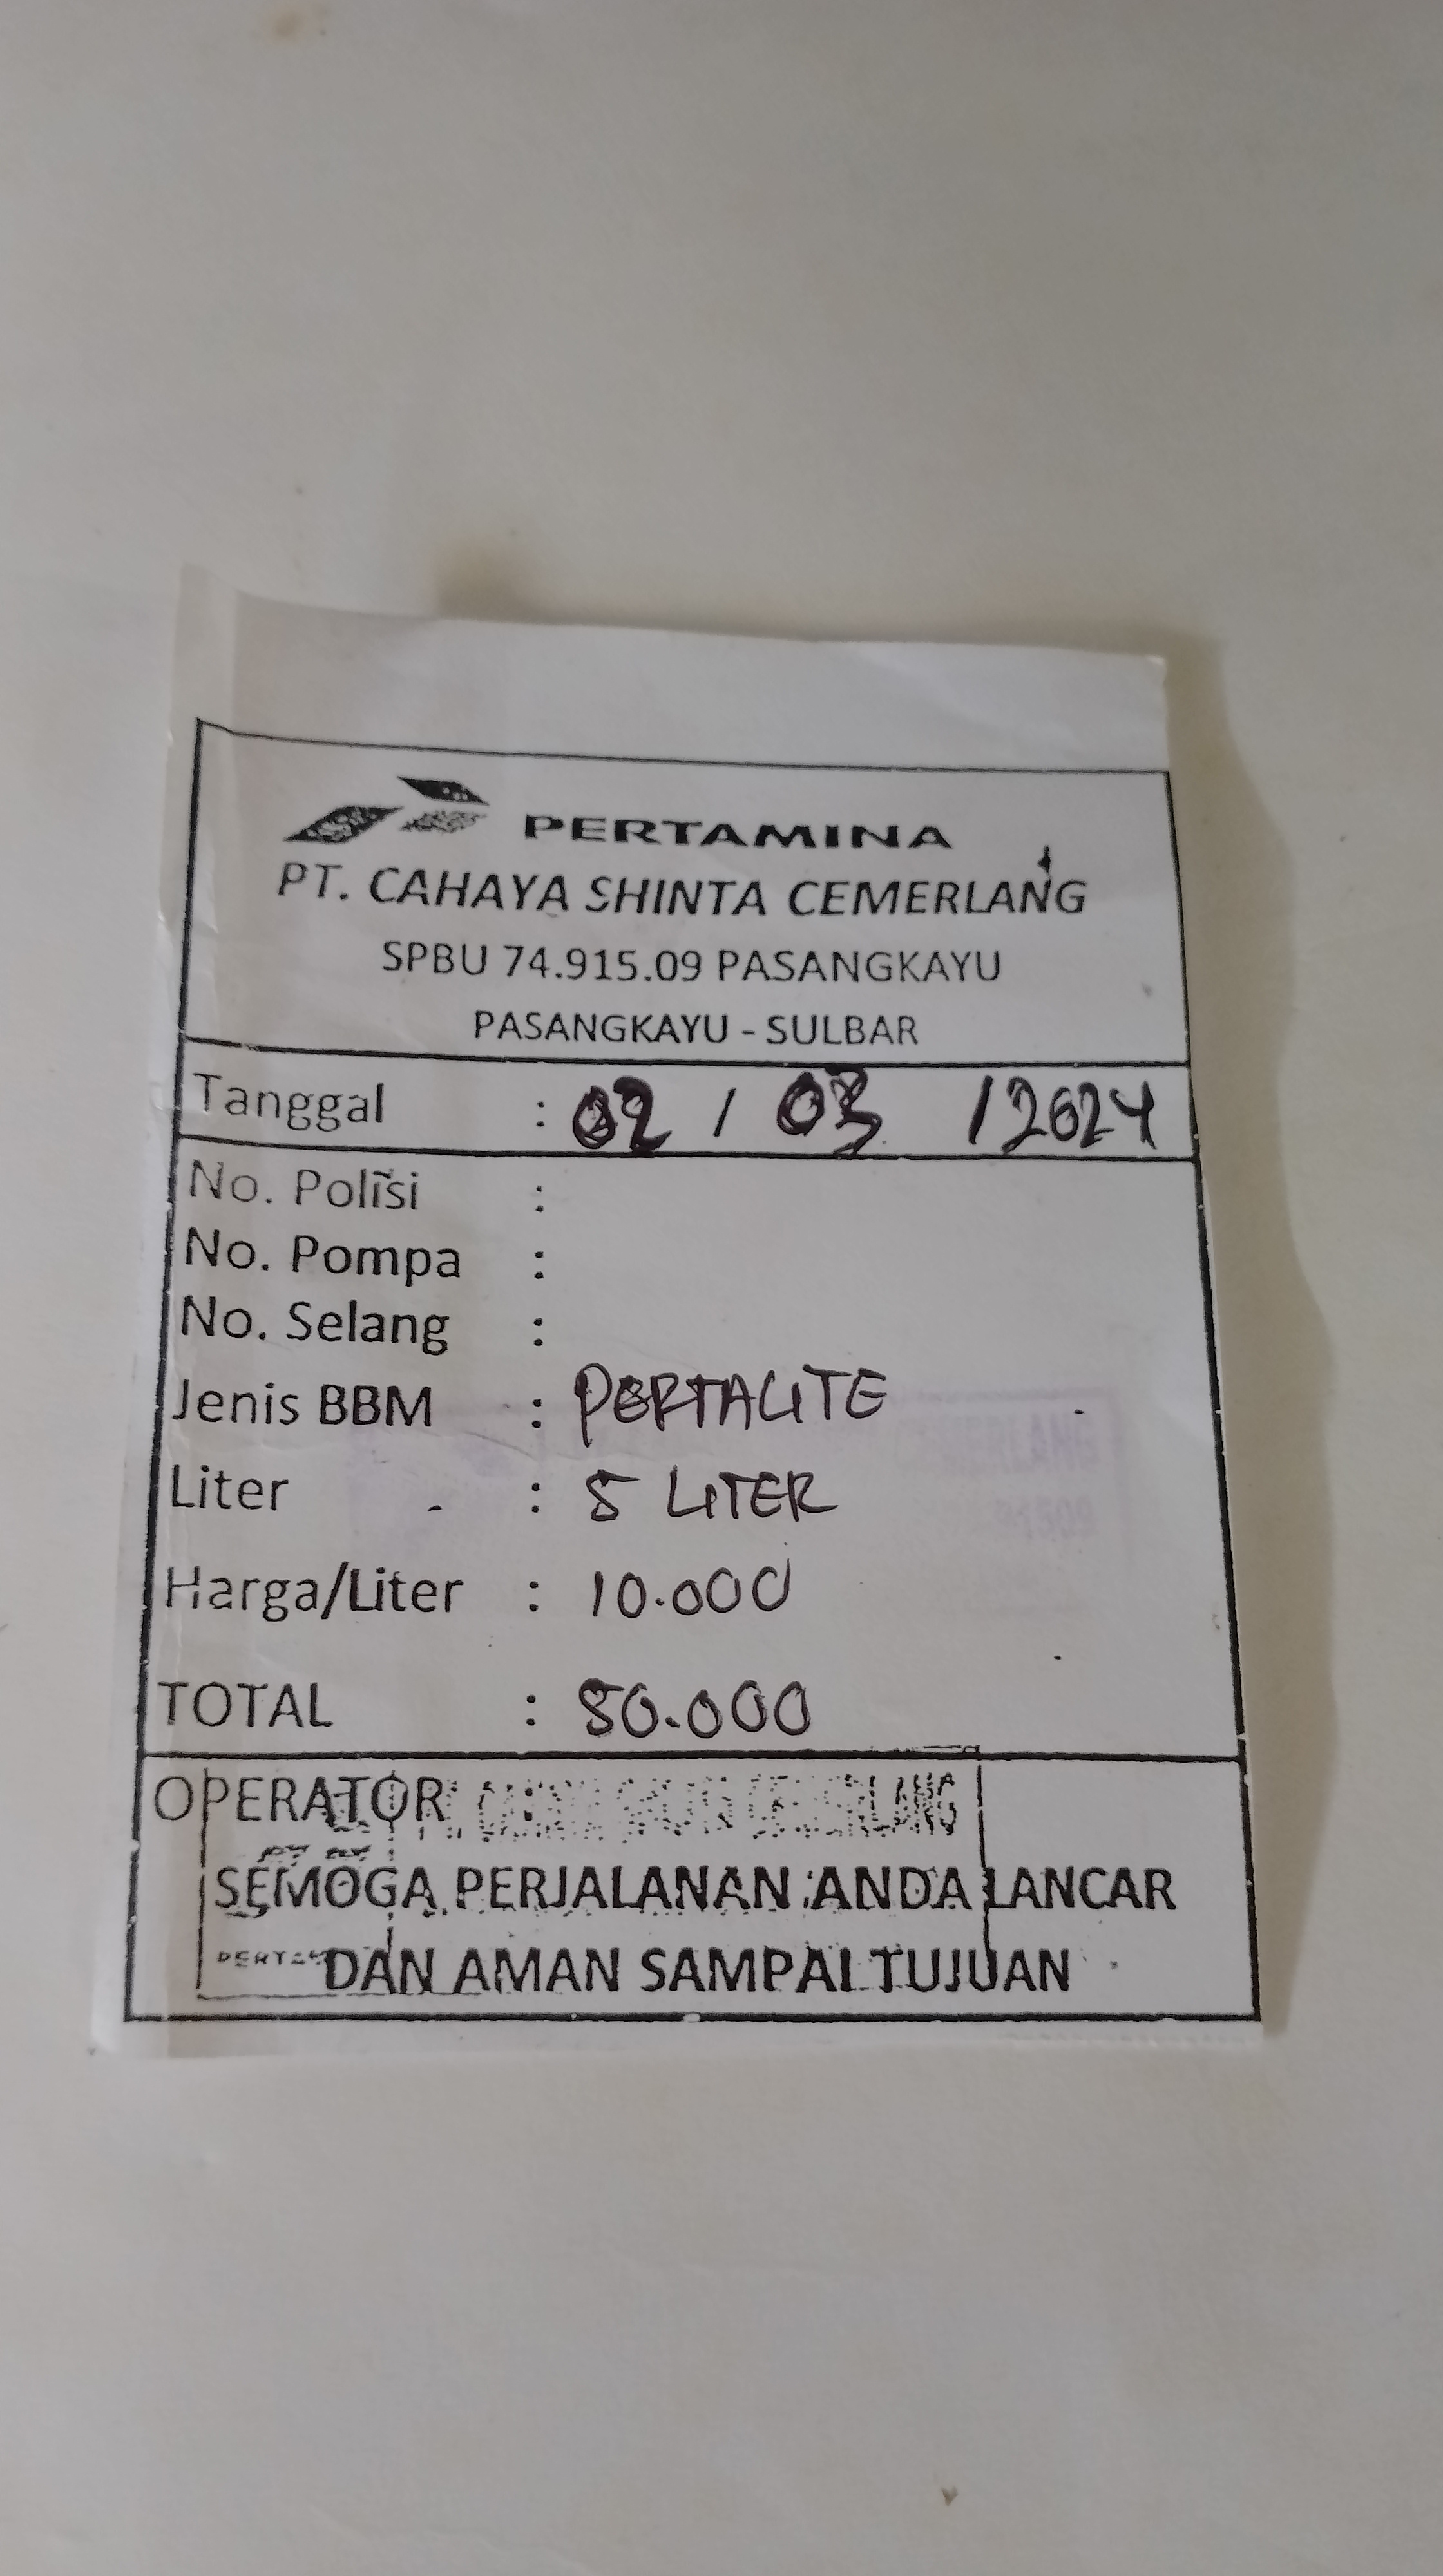 PERTAMINA
PT. CAHAYA SHINTA CEMERLANG
SPBU 74.915.09 PASANGKAYU
PASANGKAYU - SULBAR
Tanggal : 02 / 03 / 2024
No. Polisi :
No. Pompa :
No. Selang :
Jenis BBM : PERTALITE
Liter : 5 LITER
Harga/Liter : 10.000
TOTAL : 50.000
OPERATOR
SEMOGA PERJALANAN ANDA LANCAR
DAN AMAN SAMPAI TUJUAN